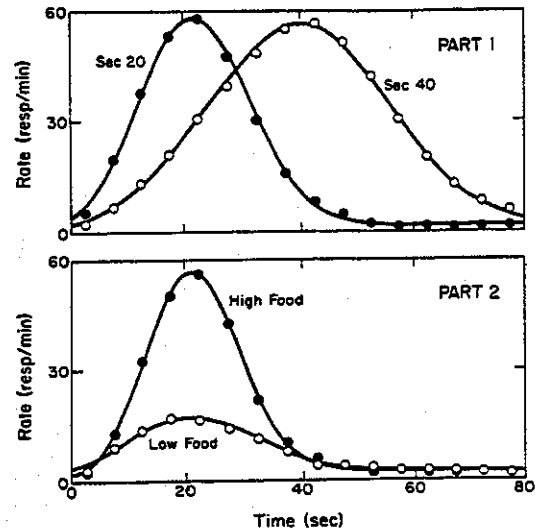 60
30
0
Rate (resp/min)
Sec 20
Sec 40
PART 1
60
30
0
Rate (resp/min)
High Food
Low Food
PART 2
0 20 40 60 80
Time (sec)